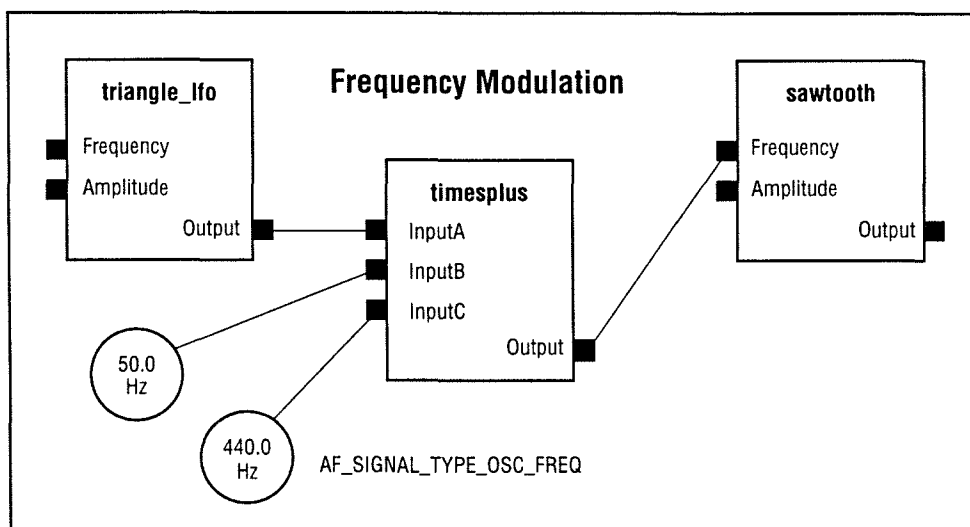 Frequency Modulation
triangle_lfo
Frequency
Amplitude
Output
timesplus
InputA
InputB
InputC
Output
sawtooth
Frequency
Amplitude
Output
50.0
Hz
440.0
Hz
AF_SIGNAL_TYPE_OSC_FREQ